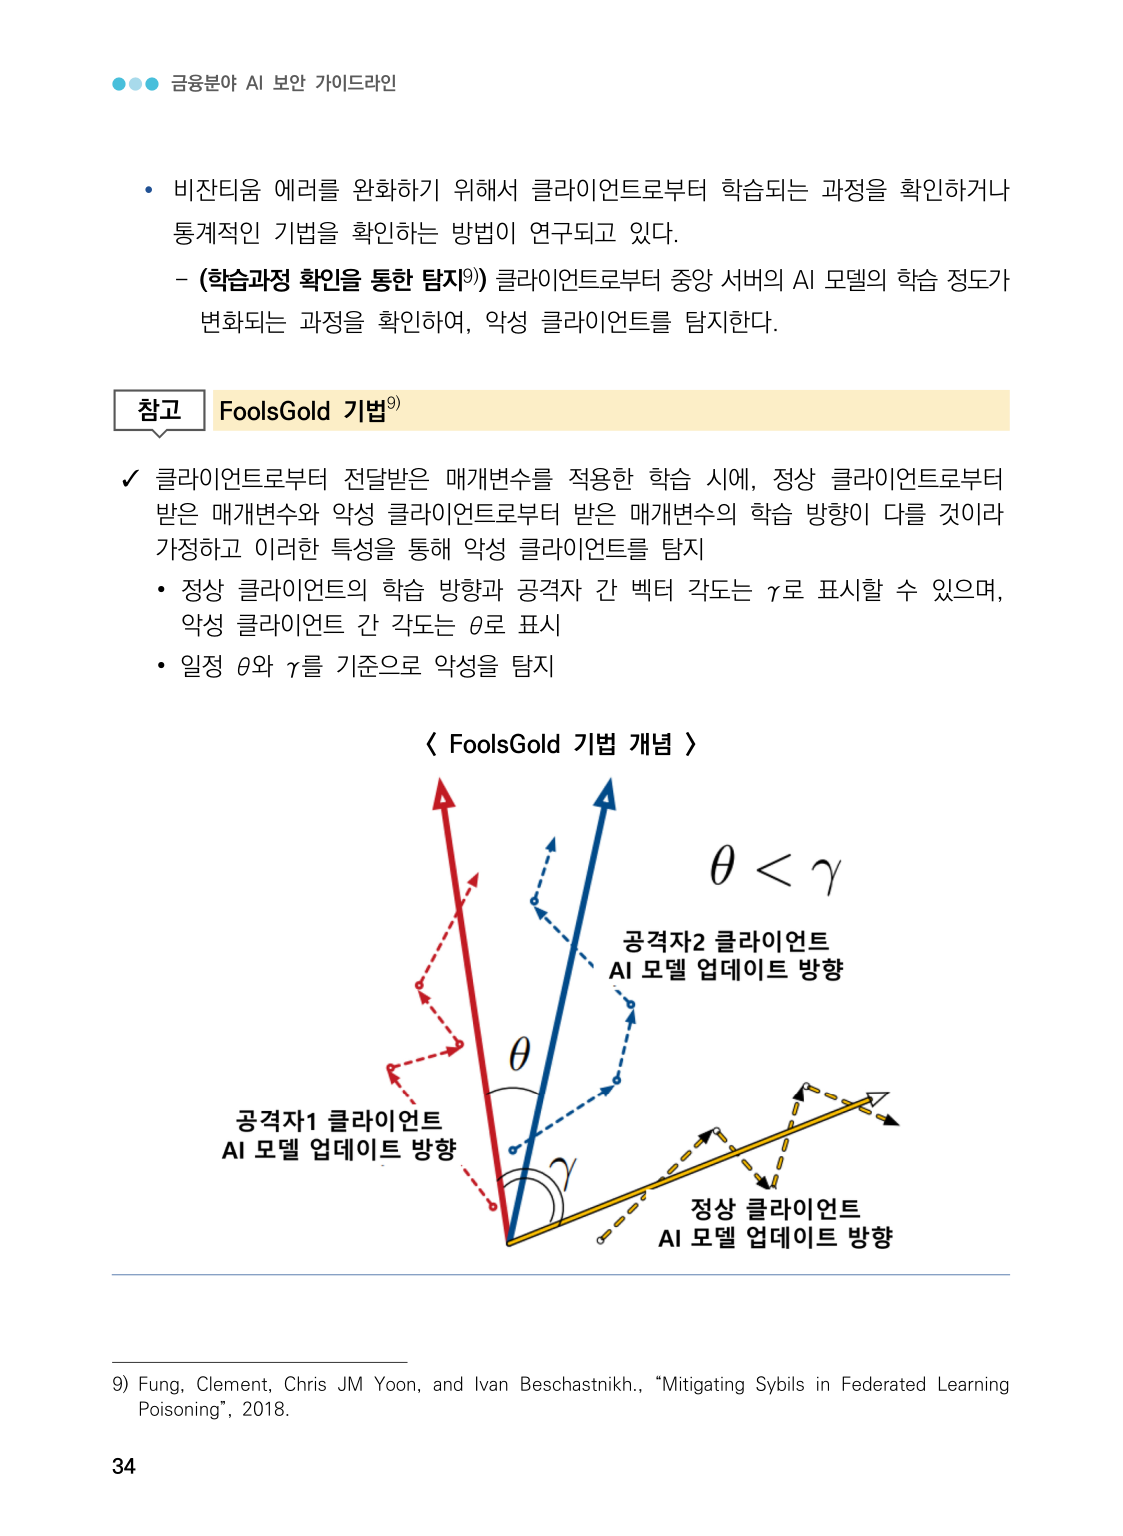 금융분야 AI 보안 가이드라인
• 비잔티움 에러를 완화하기 위해서 클라이언트로부터 학습되는 과정을 확인하거나
통계적인 기법을 확인하는 방법이 연구되고 있다.
– (학습과정 확인을 통한 탐지9)) 클라이언트로부터 중앙 서버의 AI 모델의 학습 정도가
변화되는 과정을 확인하여, 악성 클라이언트를 탐지한다.
참고 FoolsGold 기법9)
✓ 클라이언트로부터 전달받은 매개변수를 적용한 학습 시에, 정상 클라이언트로부터
받은 매개변수와 악성 클라이언트로부터 받은 매개변수의 학습 방향이 다를 것이라
가정하고 이러한 특성을 통해 악성 클라이언트를 탐지
• 정상 클라이언트의 학습 방향과 공격자 간 벡터 각도는 γ로 표시할 수 있으며,
악성 클라이언트 간 각도는 θ로 표시
• 일정 θ와 γ를 기준으로 악성을 탐지
〈 FoolsGold 기법 개념 〉
θ < γ
공격자2 클라이언트
AI 모델 업데이트 방향
θ
공격자1 클라이언트
AI 모델 업데이트 방향
γ
정상 클라이언트
AI 모델 업데이트 방향
9) Fung, Clement, Chris JM Yoon, and Ivan Beschastnikh., “Mitigating Sybils in Federated Learning
Poisoning”, 2018.
34